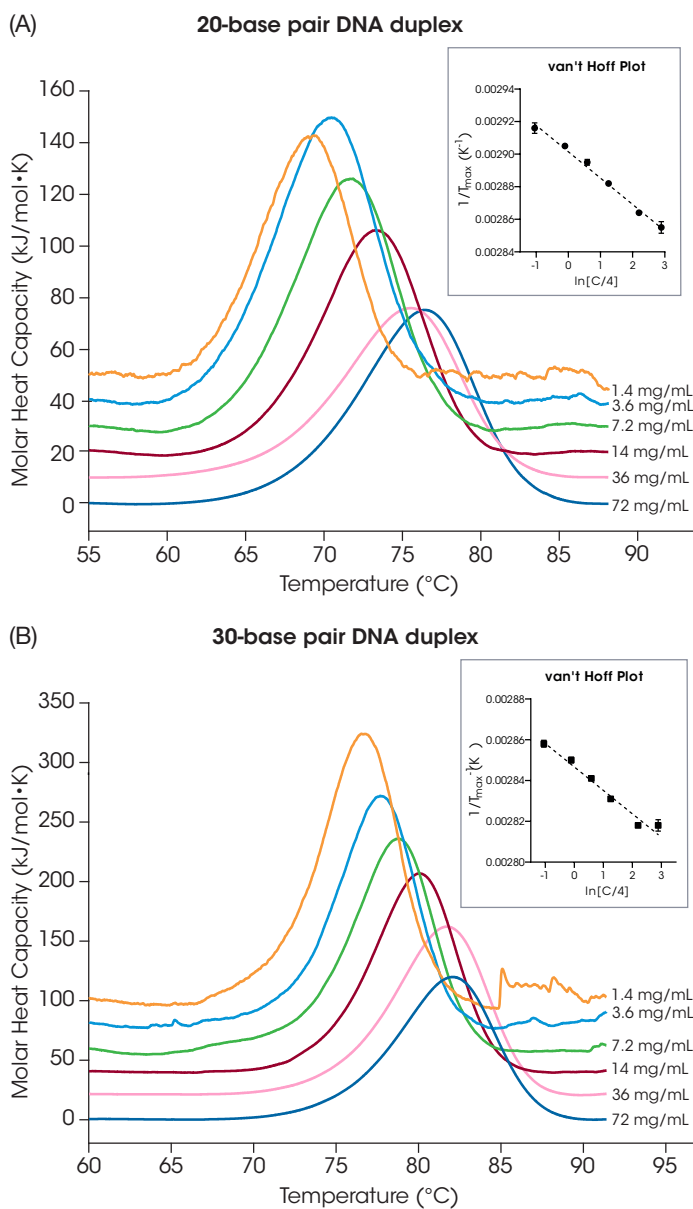 (A)
20-base pair DNA duplex
Molar Heat Capacity (kJ/mol•K)
160
140
120
100
80
60
40
20
0
55
60
65
70
75
80
85
90
Temperature (°C)
1.4 mg/mL
3.6 mg/mL
7.2 mg/mL
14 mg/mL
36 mg/mL
72 mg/mL
van't Hoff Plot
1/Tmax (K-1)
0.00294
0.00292
0.00290
0.00288
0.00286
0.00284
-1
0
1
2
3
ln[C/4]
(B)
30-base pair DNA duplex
Molar Heat Capacity (kJ/mol•K)
350
300
250
200
150
100
50
0
60
65
70
75
80
85
90
95
Temperature (°C)
1.4 mg/mL
3.6 mg/mL
7.2 mg/mL
14 mg/mL
36 mg/mL
72 mg/mL
van't Hoff Plot
1/Tmax-1(K
0.00288
0.00286
0.00284
0.00282
0.00280
-1
0
1
2
3
ln[C/4]